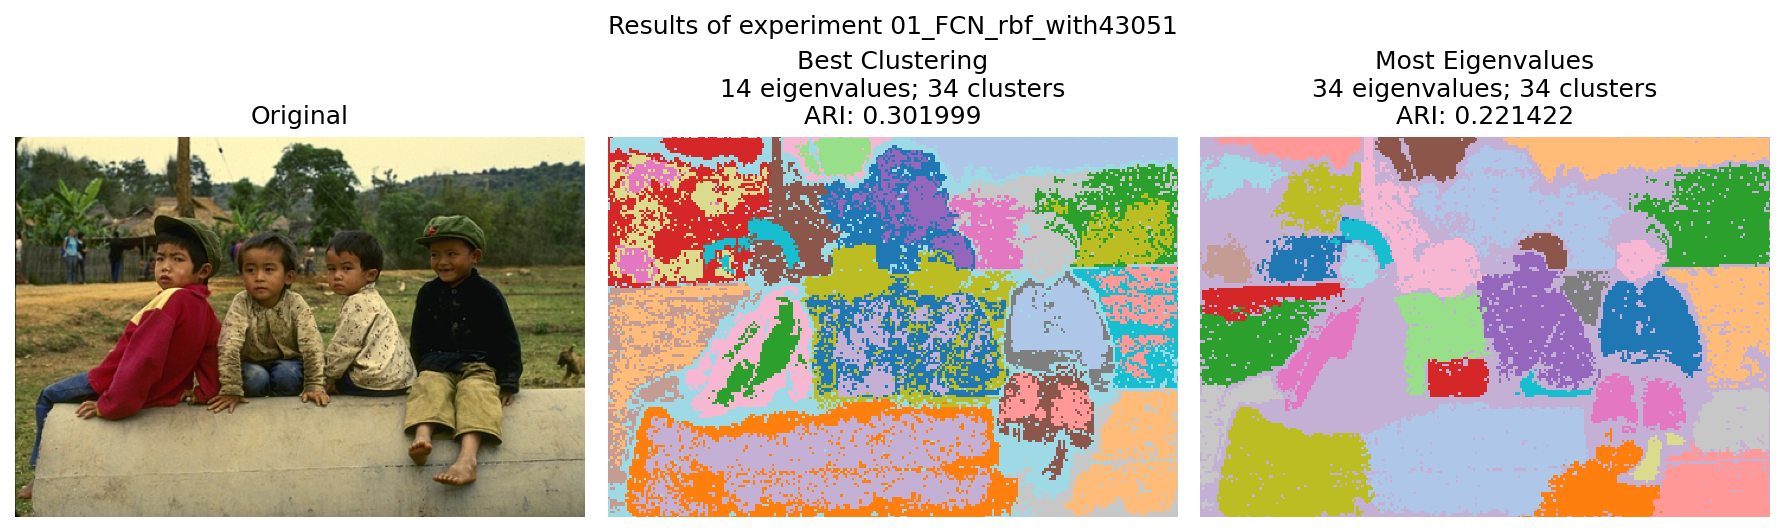 Results of experiment 01_FCN_rbf_with43051
Original
Best Clustering
14 eigenvalues; 34 clusters
ARI: 0.301999
Most Eigenvalues
34 eigenvalues; 34 clusters
ARI: 0.221422